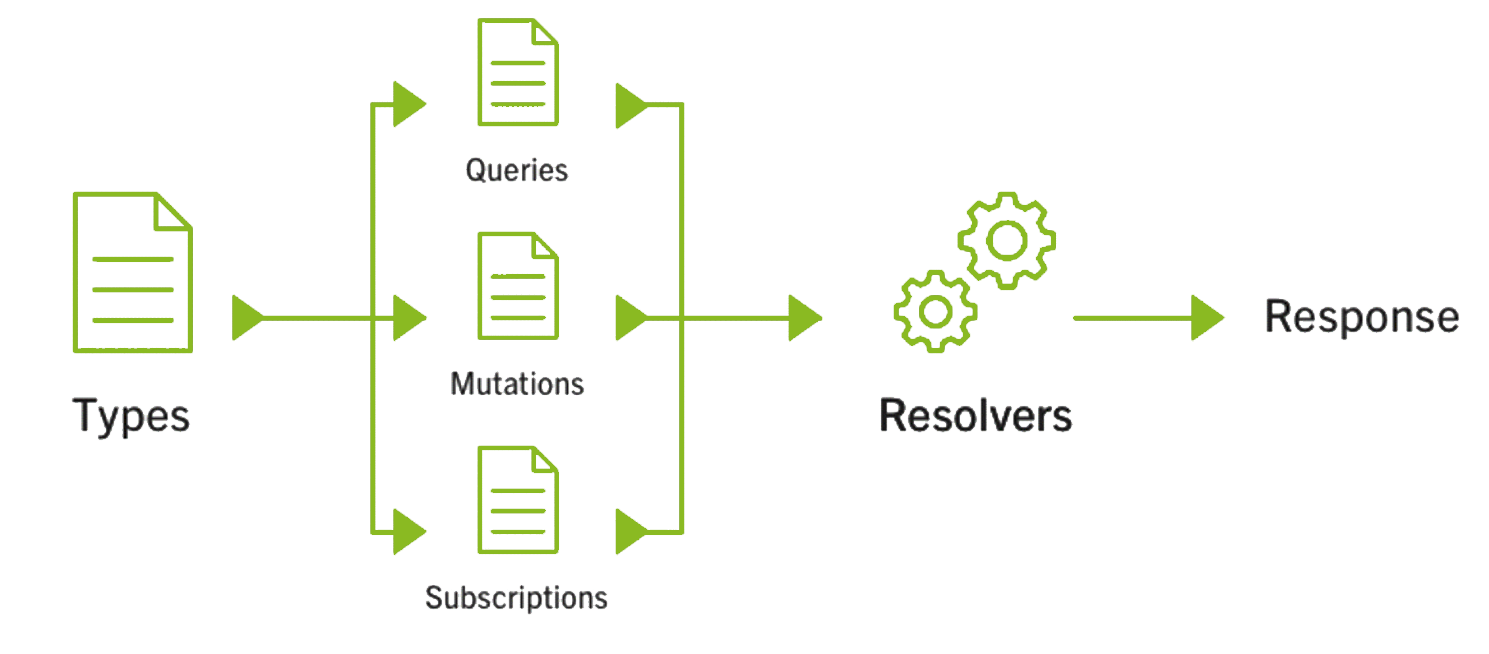 Queries
Types
Mutations
Subscriptions
Resolvers
Response